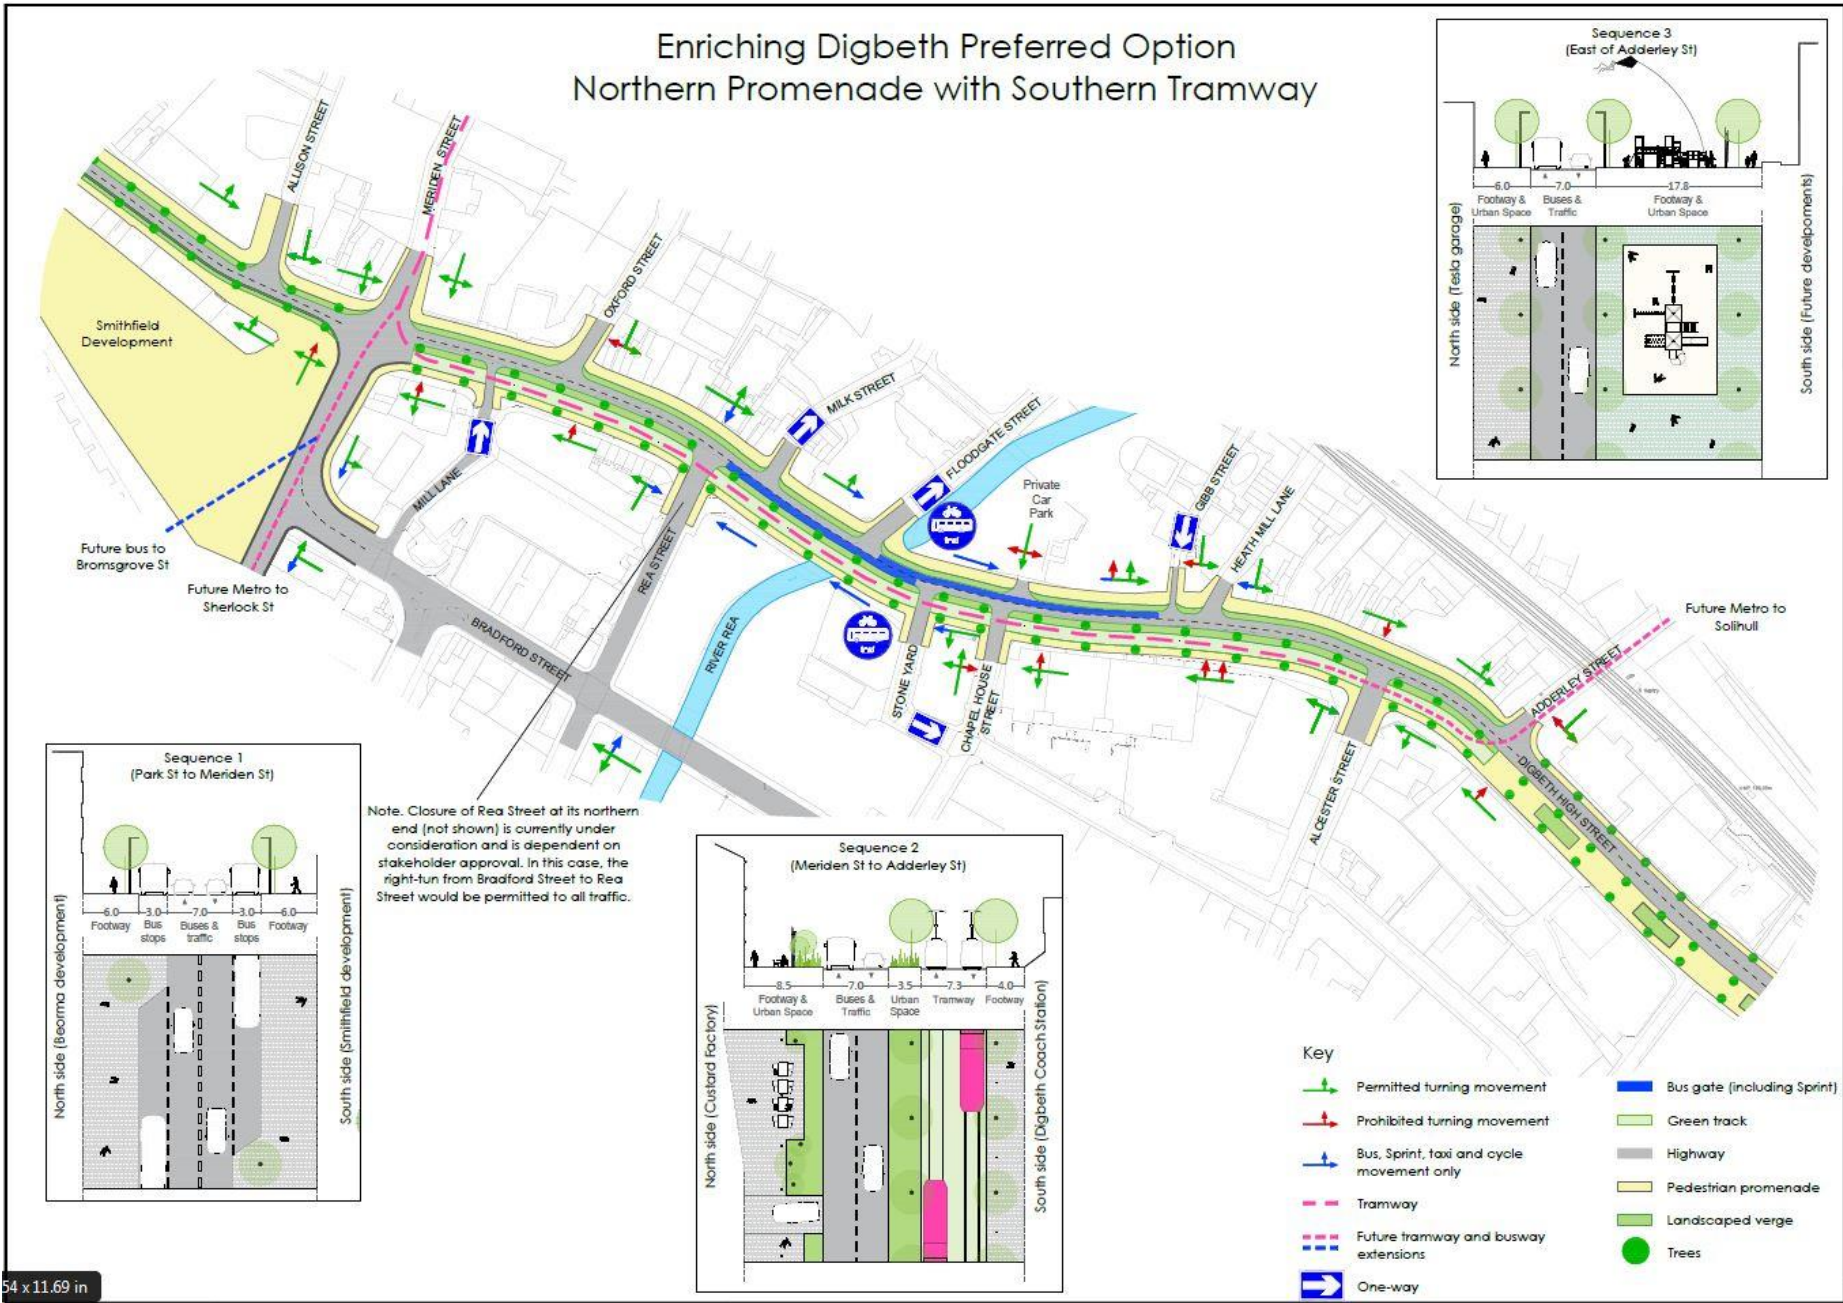 Enriching Digbeth Preferred Option
Northern Promenade with Southern Tramway
ALLISON STREET
MERIDEN STREET
OXFORD STREET
MILK STREET
FLOODGATE STREET
Private
Car
Park
GIBB STREET
HEATH MILL LANE
Smithfield
Development
Future bus to
Bromsgrove St
Future Metro to
Sherlock St
MILL LANE
BRADFORD STREET
REA STREET
RIVER REA
STONE YARD
CHAPEL HOUSE
STREET
ALCESTER STREET
ADDERLEY STREET
DIGBETH HIGH STREET
Future Metro to
Solihull
Note. Closure of Rea Street at its northern
end (not shown) is currently under
consideration and is dependent on
stakeholder approval. In this case, the
right-tun from Bradford Street to Rea
Street would be permitted to all traffic.
Sequence 1
(Park St to Meriden St)
6.0
3.0
7.0
3.0
6.0
Footway
Bus
stops
Buses &
traffic
Bus
stops
Footway
North side (Beorma development)
South side (Smithfield development)
Sequence 2
(Meriden St to Adderley St)
8.5
7.0
3.5
7.3
4.0
Footway &
Urban Space
Buses &
Traffic
Urban
Space
Tramway
Footway
North side (Custard Factory)
South side (Digbeth Coach Station)
Sequence 3
(East of Adderley St)
6.0
7.0
17.8
Footway &
Urban Space
Buses &
Traffic
Footway &
Urban Space
North side (Tesla garage)
South side (Future develpoments)
Key
Permitted turning movement
Prohibited turning movement
Bus, Sprint, taxi and cycle
movement only
Tramway
Future tramway and busway
extensions
One-way
Bus gate (including Sprint)
Green track
Highway
Pedestrian promenade
Landscaped verge
Trees
54 x 11.69 in